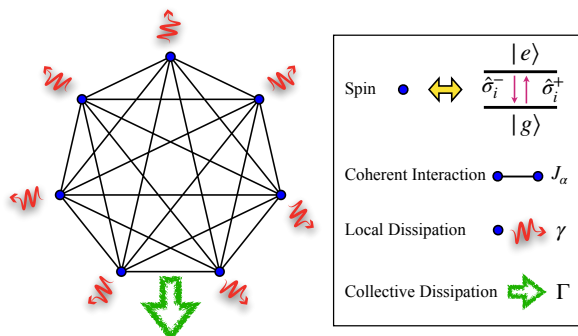 |e⟩
Spin σ̂ᵢ⁻ σ̂ᵢ⁺
|g⟩
Coherent Interaction J_α
Local Dissipation γ
Collective Dissipation Γ